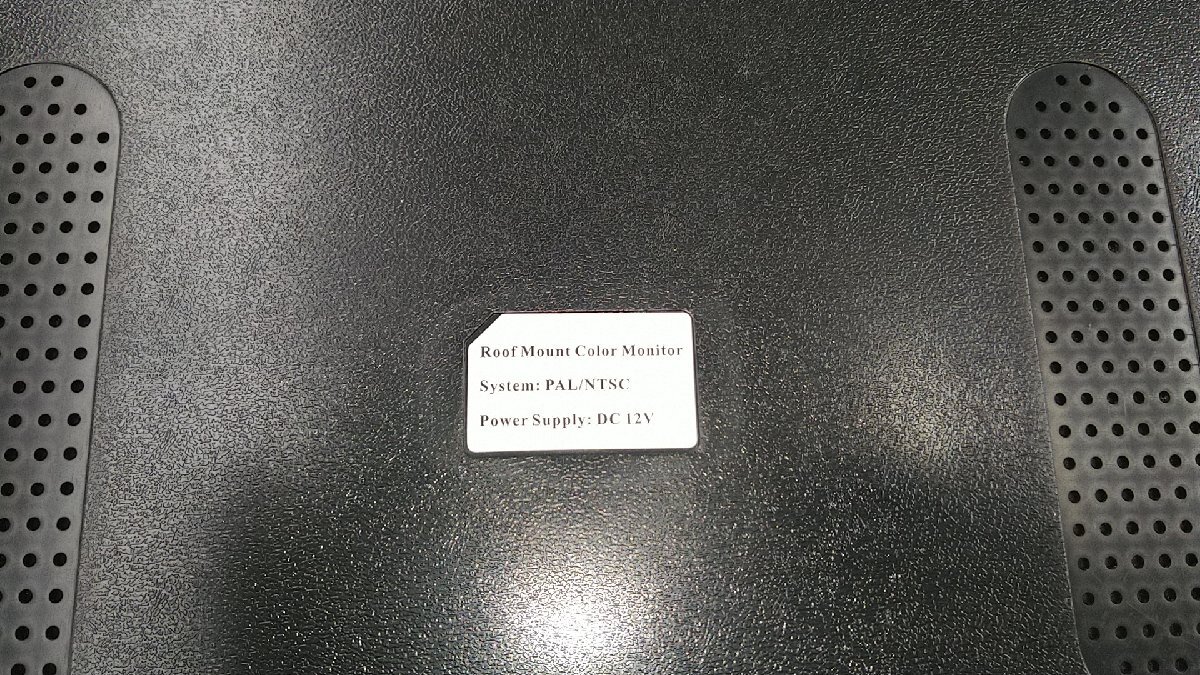 Roof Mount Color Monitor
System: PAL/NTSC
Power Supply: DC 12V